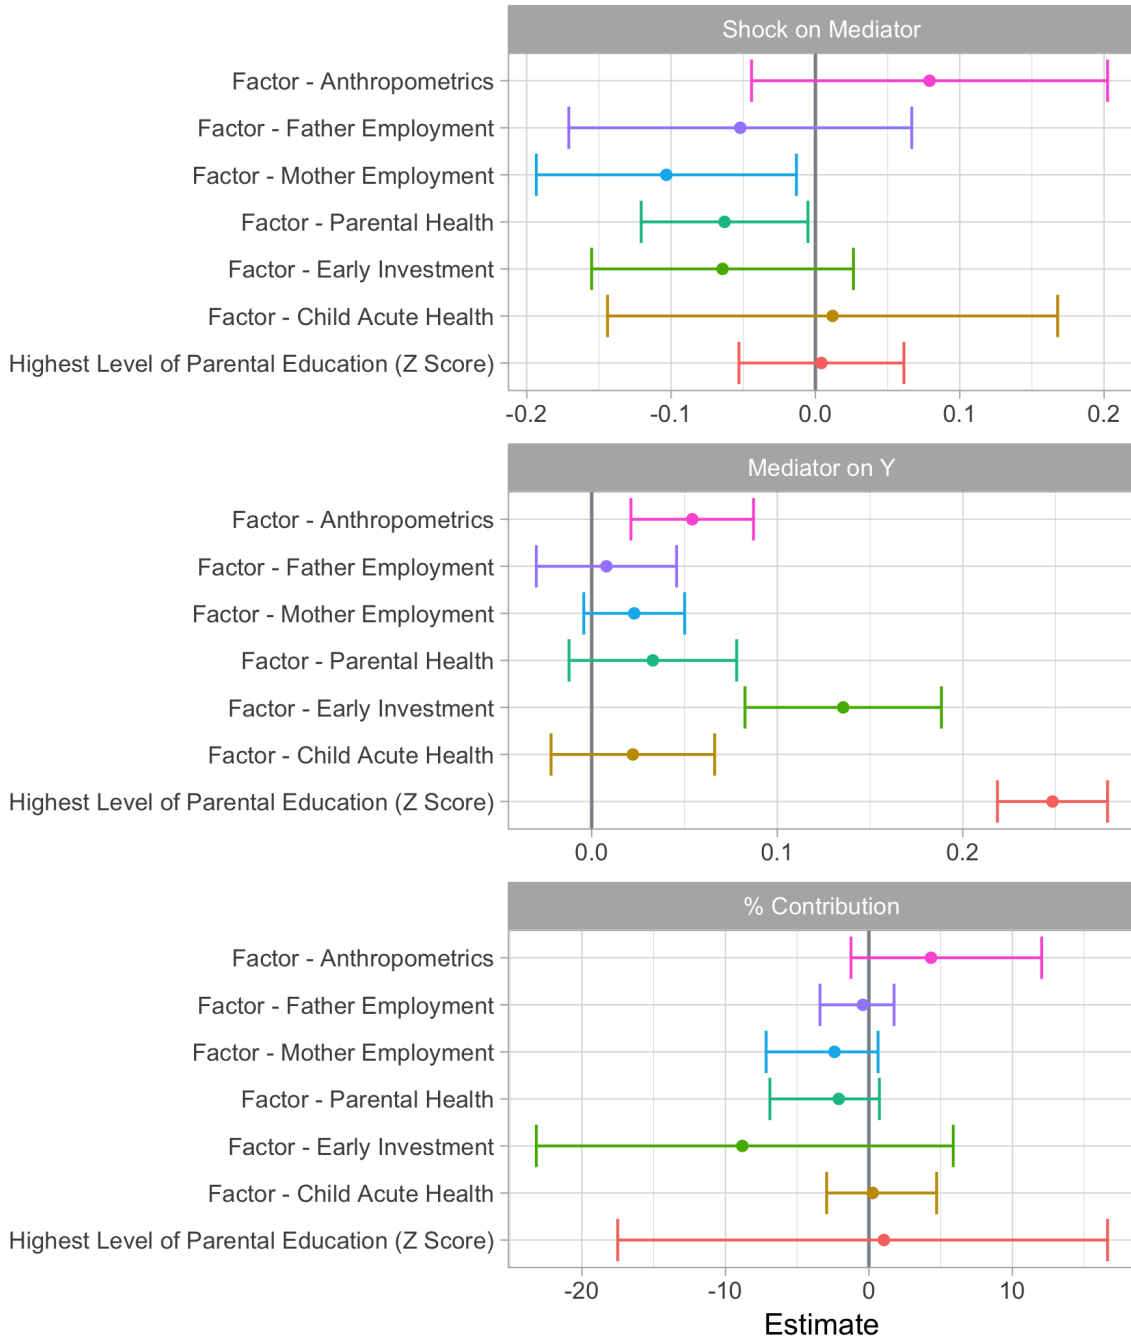 Shock on Mediator
Factor - Anthropometrics
Factor - Father Employment
Factor - Mother Employment
Factor - Parental Health
Factor - Early Investment
Factor - Child Acute Health
Highest Level of Parental Education (Z Score)
-0.2 -0.1 0.0 0.1 0.2
Mediator on Y
Factor - Anthropometrics
Factor - Father Employment
Factor - Mother Employment
Factor - Parental Health
Factor - Early Investment
Factor - Child Acute Health
Highest Level of Parental Education (Z Score)
0.0 0.1 0.2
% Contribution
Factor - Anthropometrics
Factor - Father Employment
Factor - Mother Employment
Factor - Parental Health
Factor - Early Investment
Factor - Child Acute Health
Highest Level of Parental Education (Z Score)
-20 -10 0 10
Estimate